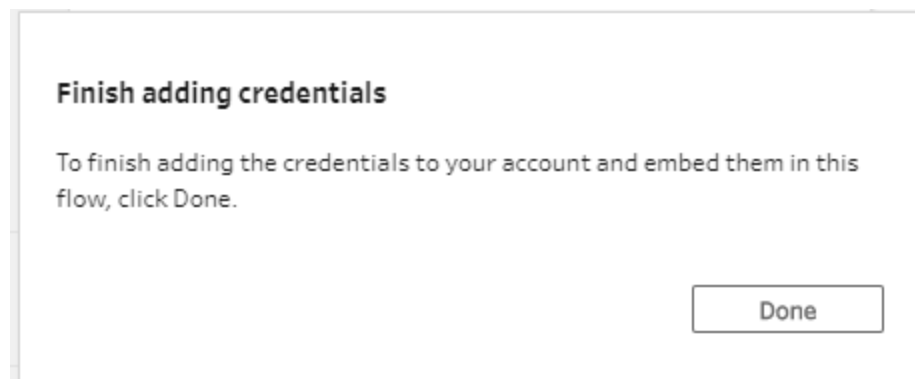 Finish adding credentials
To finish adding the credentials to your account and embed them in this
flow, click Done.
Done